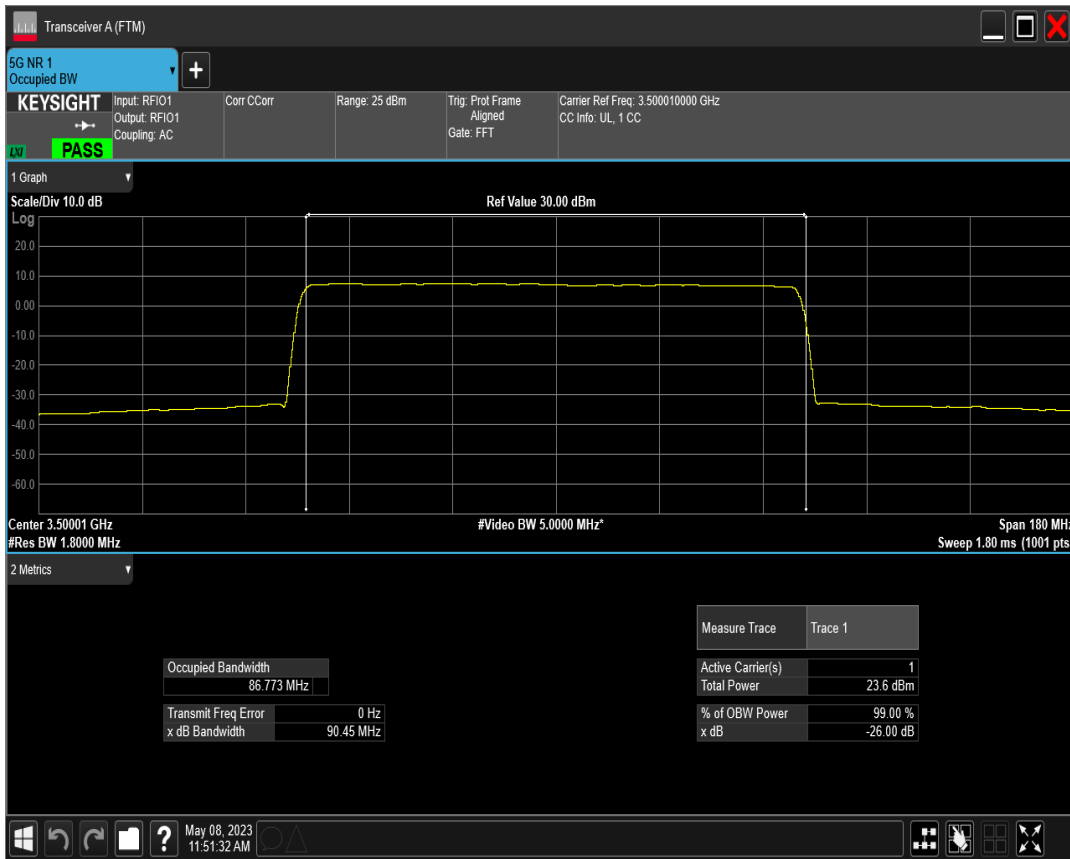 Transceiver A (FTM)
5G NR 1
Occupied BW
KEYSIGHT
LXI
PASS
Input: RFIO1
Output: RFIO1
Coupling: AC
Corr CCorr
Range: 25 dBm
Trig: Prot Frame
Aligned
Gate: FFT
Carrier Ref Freq: 3.500010000 GHz
CC Info: UL, 1 CC
1 Graph
Scale/Div 10.0 dB
Ref Value 30.00 dBm
Log
20.0
10.0
0.00
-10.0
-20.0
-30.0
-40.0
-50.0
-60.0
Center 3.50001 GHz
#Video BW 5.0000 MHz*
Span 180 MHz
#Res BW 1.8000 MHz
Sweep 1.80 ms (1001 pts
2 Metrics
Measure Trace Trace 1
Occupied Bandwidth
86.773 MHz
Active Carrier(s) 1
Total Power 23.6 dBm
Transmit Freq Error 0 Hz
x dB Bandwidth 90.45 MHz
% of OBW Power 99.00 %
x dB -26.00 dB
?
May 08, 2023
11:51:32 AM